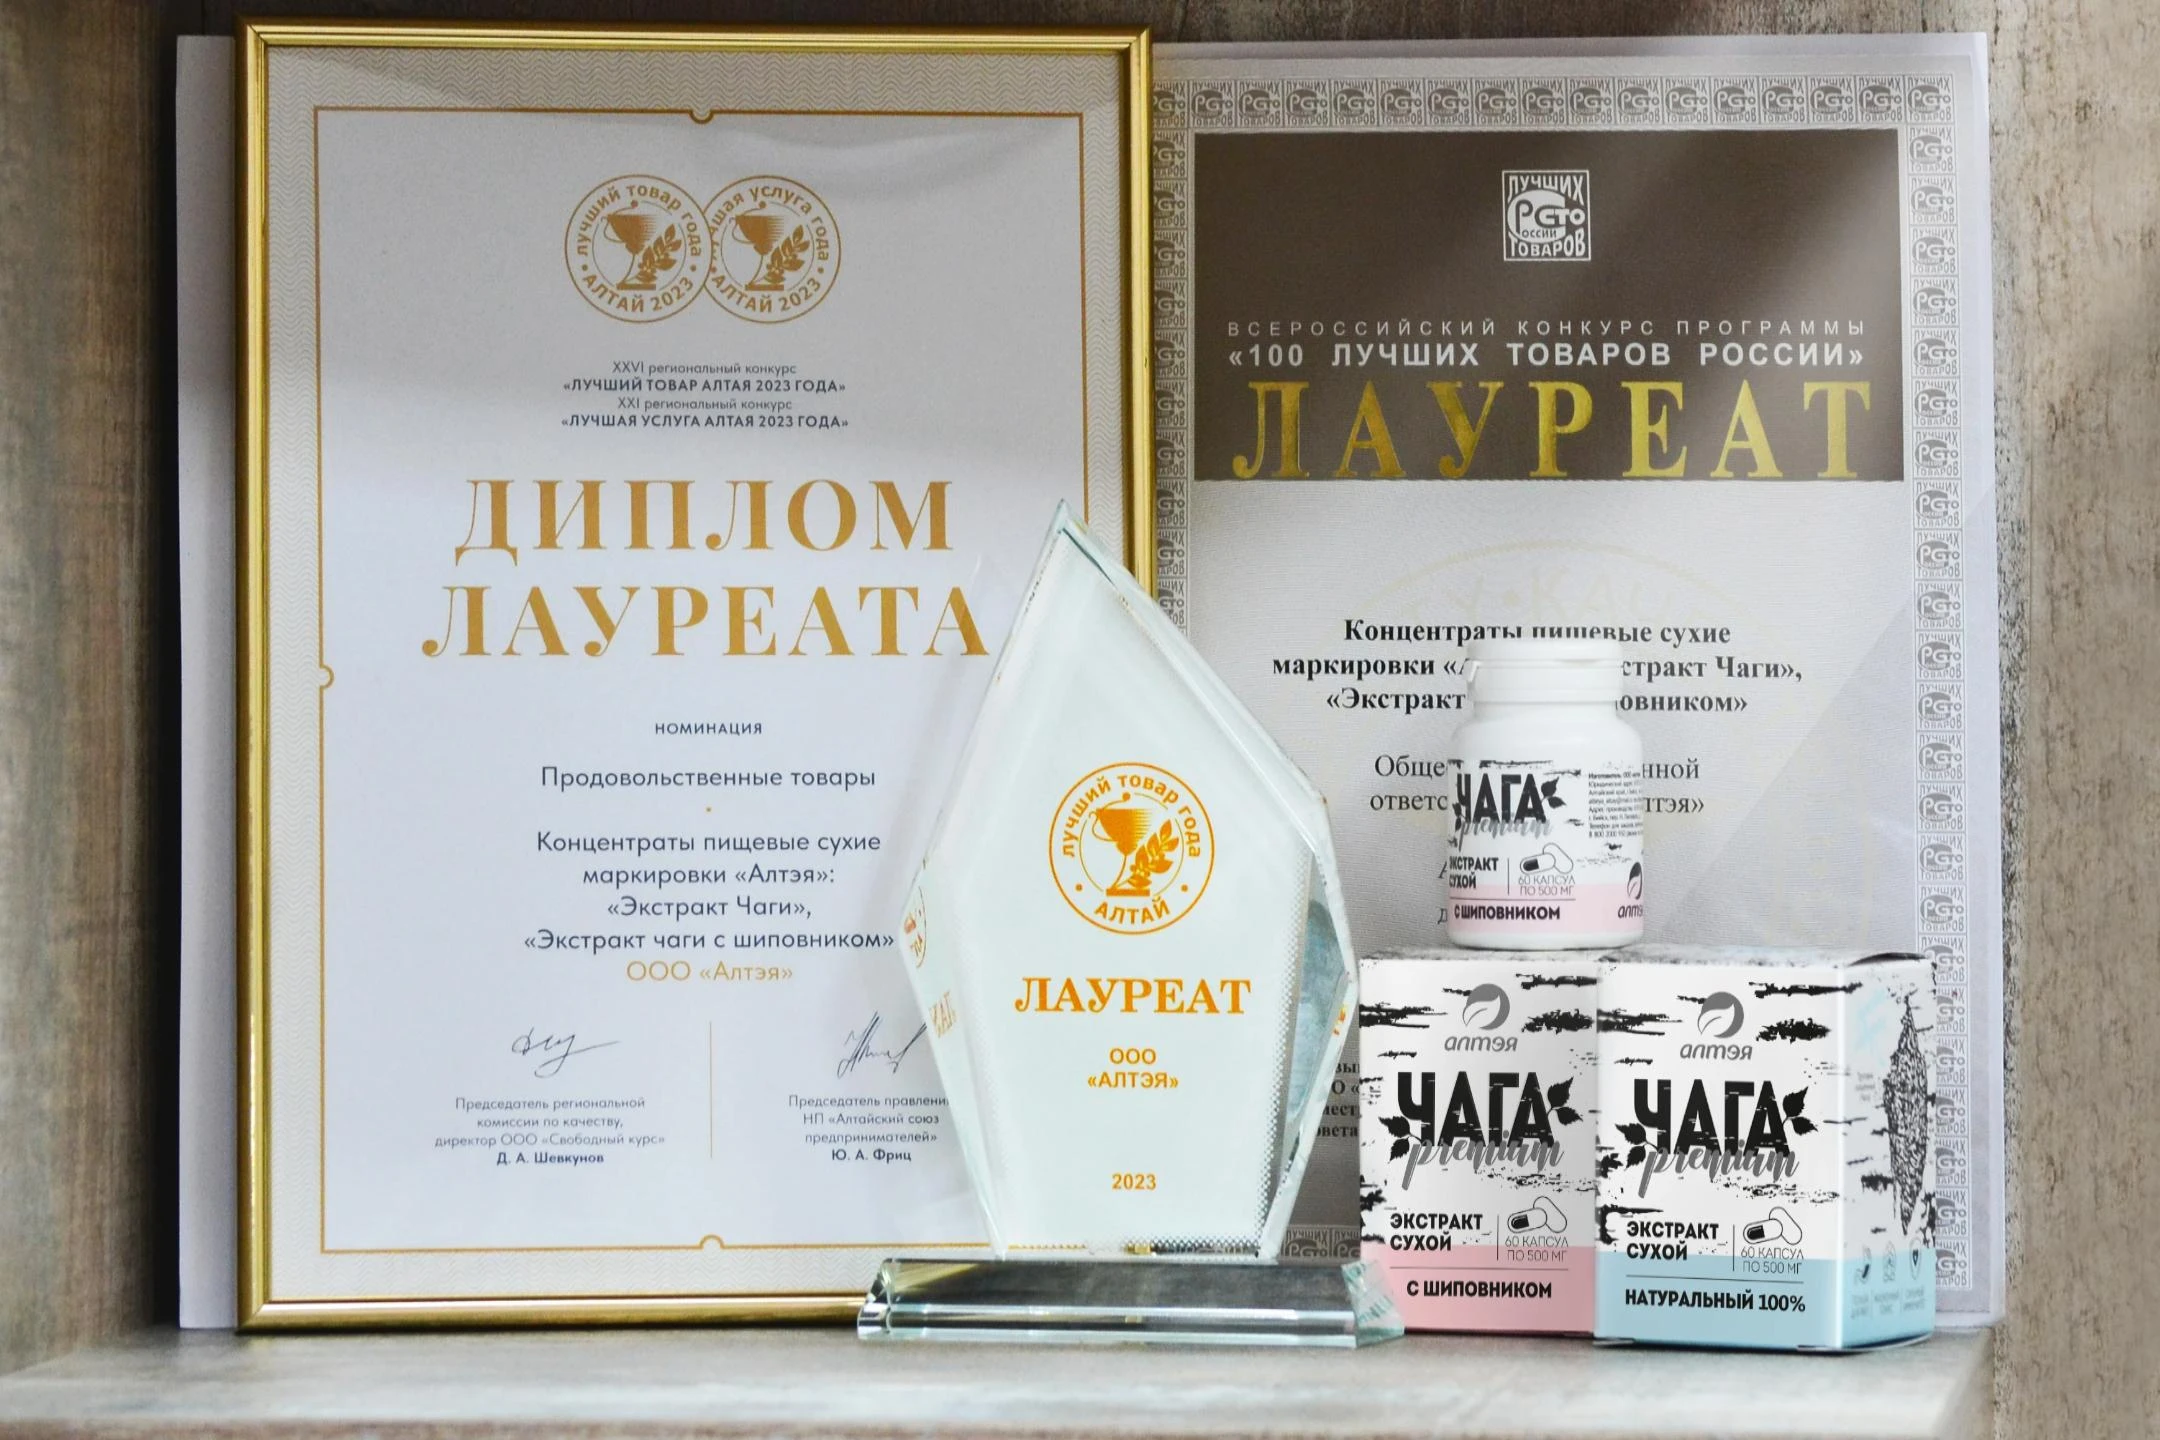 лучший товар года
АЛТАЙ 2023
услуга года
АЛТАЙ 2023
XXVI региональный конкурс
«ЛУЧШИЙ ТОВАР АЛТАЯ 2023 ГОДА»
XXI региональный конкурс
«ЛУЧШАЯ УСЛУГА АЛТАЯ 2023 ГОДА»
ДИПЛОМ
ЛАУРЕАТА
НОМИНАЦИЯ
Продовольственные товары
Концентраты пищевые сухие
маркировки «Алтэя»:
«Экстракт Чаги»,
«Экстракт чаги с шиповником»
ООО «Алтэя»
Председатель региональной
комиссии по качеству,
директор ООО «Свободный курс»
Д. А. Шевкунов
Председатель
НП «Алтайский союз
предпринимателей»
Ю. А. Фриц
ЛУЧШИХ
России
ТОВАРОВ
ВСЕРОССИЙСКИЙ КОНКУРС ПРОГРАММЫ
«100 ЛУЧШИХ ТОВАРОВ РОССИИ»
ЛАУРЕАТ
Концентраты пищевые сухие
маркировки Чаги»,
«Экстракт
лучший товар года
АЛТАЙ
ЛАУРЕАТ
ООО
«АЛТЭЯ»
2023
ЧАГА
premium
ЭКСТРАКТ
СУХОЙ
60 КАПСУЛ
ПО 500 МГ
С ШИПОВНИКОМ
алтэя
ЧАГА
premium
ЭКСТРАКТ
СУХОЙ
60 КАПСУЛ
ПО 500 МГ
С ШИПОВНИКОМ
алтэя
ЧАГА
premium
ЭКСТРАКТ
СУХОЙ
60 КАПСУЛ
ПО 500 МГ
НАТУРАЛЬНЫЙ 100%